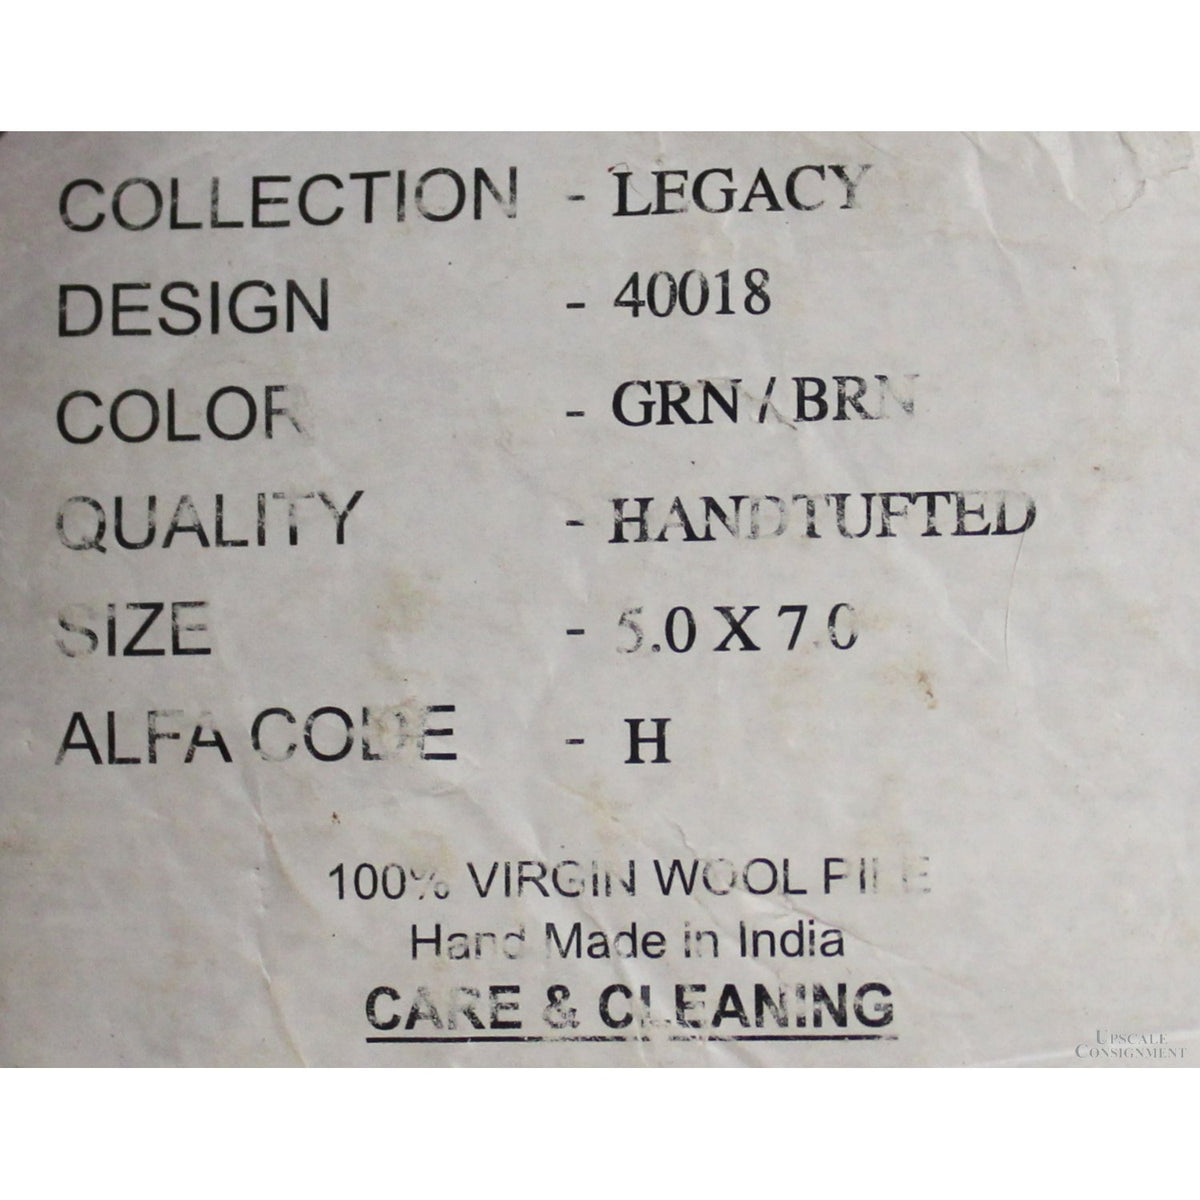 COLLECTION - LEGACY
DESIGN - 40018
COLOR - GRN / BRN
QUALITY - HANDTUFTED
SIZE - 5.0 X 7.0
ALFA CODE - H
100% VIRGIN WOOL PILE
Hand Made in India
CARE & CLEANING
UPSCALE
CONSIGNMENT